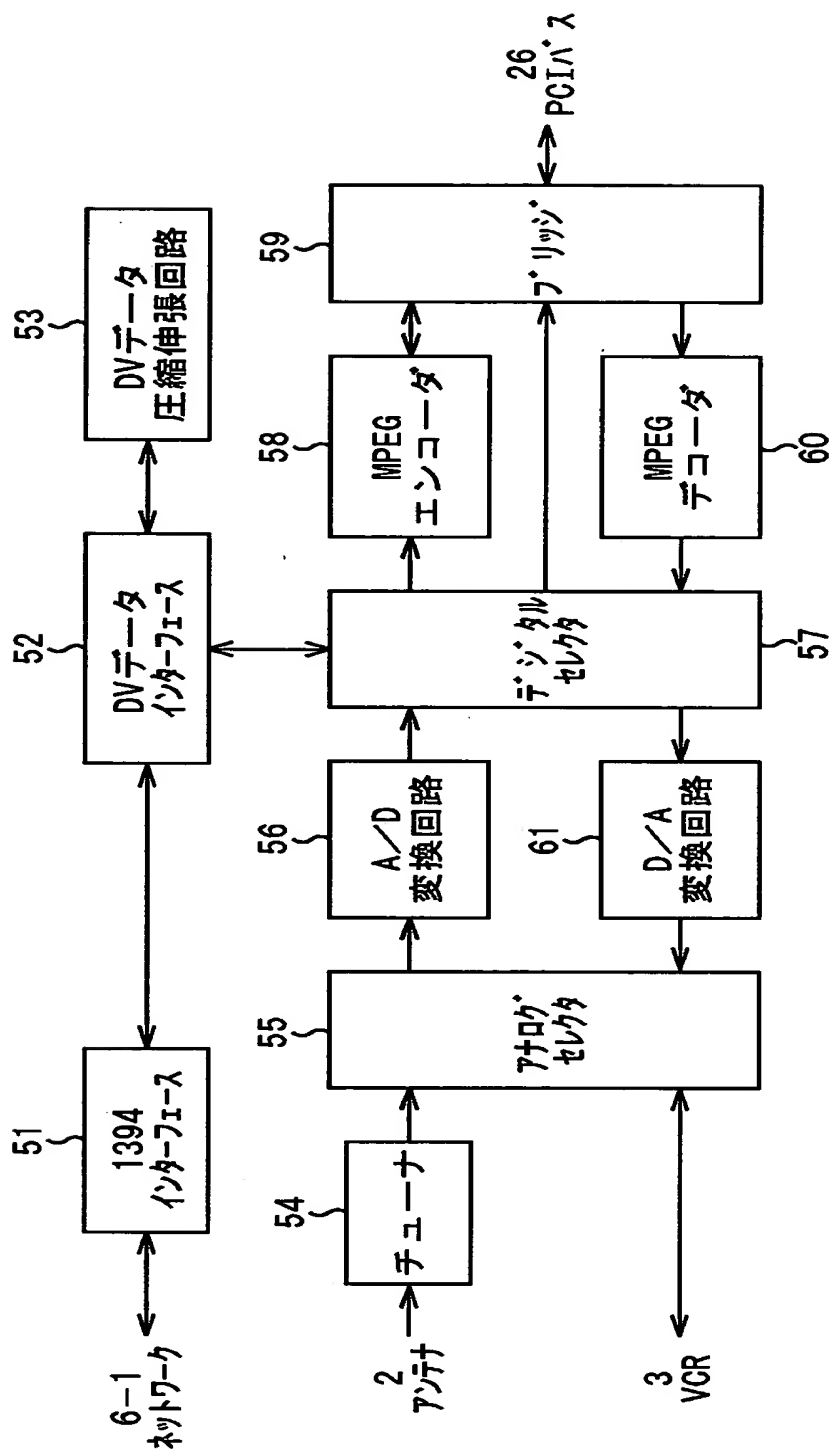 6-1
ネットワーク
51
1394
インターフェース
52
DVデータ
インターフェース
53
DVデータ
圧縮伸張回路
2
アンテナ
54
チューナ
55
アナログ
セレクタ
56
A/D
変換回路
57
デジタル
セレクタ
58
MPEG
エンコーダ
59
ブリッジ
26
PCIバス
3
VCR
61
D/A
変換回路
60
MPEG
デコーダ